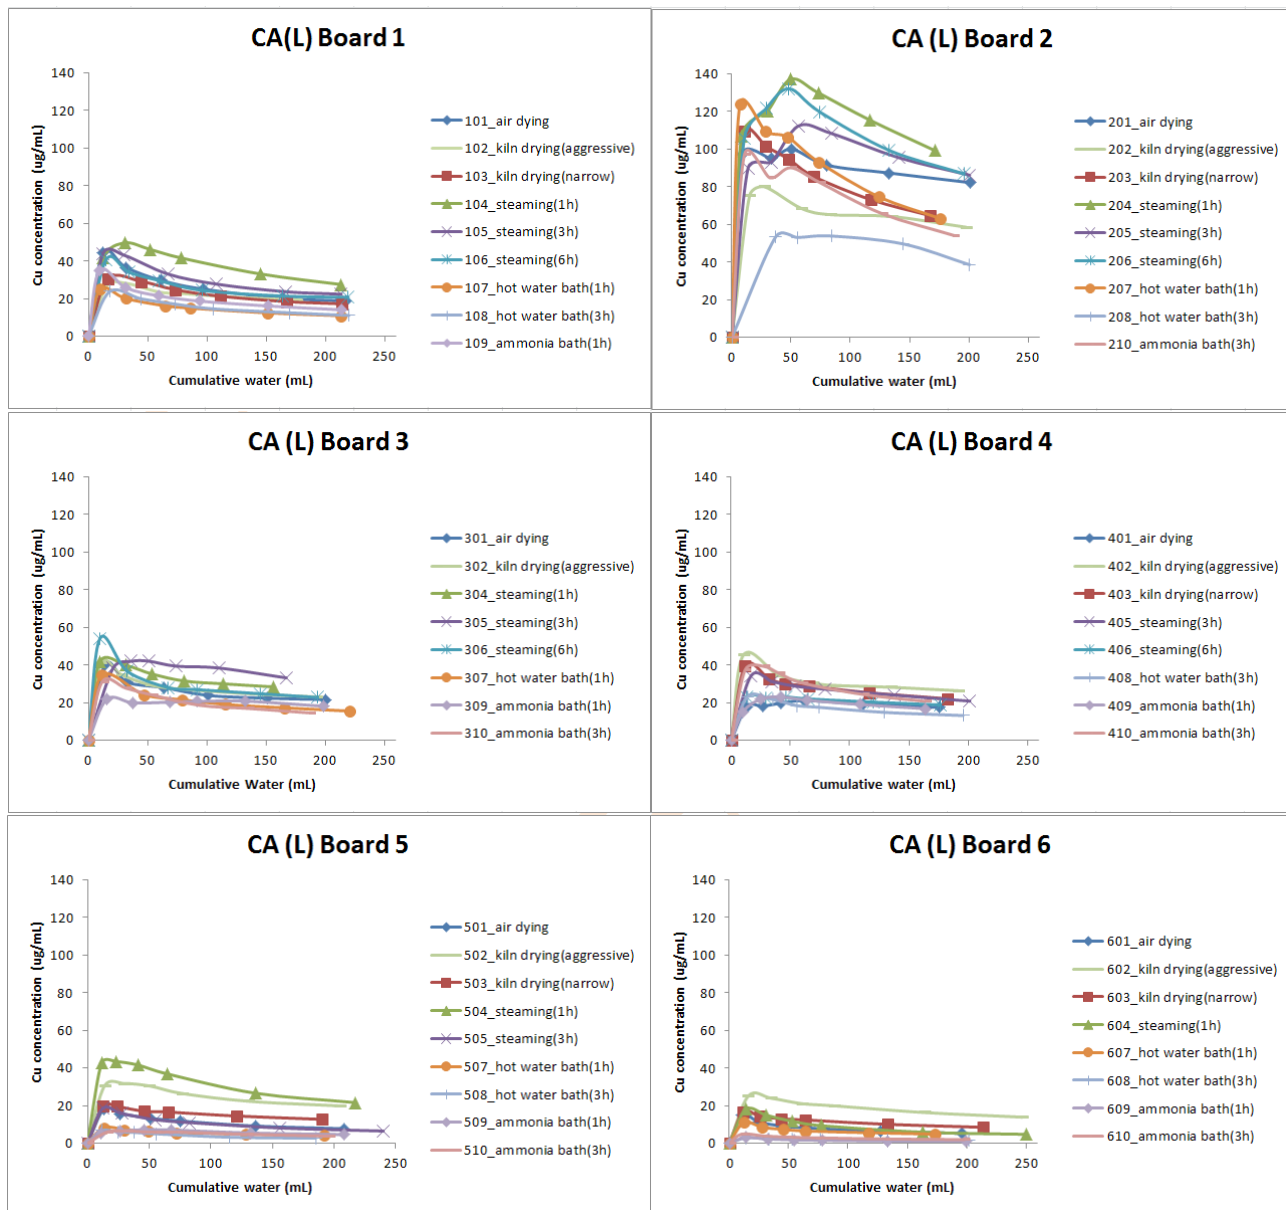 CA(L) Board 1
Cu concentration (ug/mL)
140
120
100
80
60
40
20
0
0 50 100 150 200 250
Cumulative water (mL)
101_air dying
102_kiln drying(aggressive)
103_kiln drying(narrow)
104_steaming(1h)
105_steaming(3h)
106_steaming(6h)
107_hot water bath(1h)
108_hot water bath(3h)
109_ammonia bath(1h)
CA (L) Board 2
Cu concentration (ug/mL)
140
120
100
80
60
40
20
0
0 50 100 150 200 250
Cumulative water (mL)
201_air dying
202_kiln drying(aggressive)
203_kiln drying(narrow)
204_steaming(1h)
205_steaming(3h)
206_steaming(6h)
207_hot water bath(1h)
208_hot water bath(3h)
210_ammonia bath(3h)
CA (L) Board 3
Cu concentration (ug/mL)
140
120
100
80
60
40
20
0
0 50 100 150 200 250
Cumulative Water (mL)
301_air dying
302_kiln drying(aggressive)
304_steaming(1h)
305_steaming(3h)
306_steaming(6h)
307_hot water bath(1h)
309_ammonia bath(1h)
310_ammonia bath(3h)
CA (L) Board 4
Cu concentration (ug/mL)
140
120
100
80
60
40
20
0
0 50 100 150 200 250
Cumulative water (mL)
401_air dying
402_kiln drying(aggressive)
403_kiln drying(narrow)
405_steaming(3h)
406_steaming(6h)
408_hot water bath(3h)
409_ammonia bath(1h)
410_ammonia bath(3h)
CA (L) Board 5
Cu concentration (ug/mL)
140
120
100
80
60
40
20
0
0 50 100 150 200 250
Cumulative water (mL)
501_air dying
502_kiln drying(aggressive)
503_kiln drying(narrow)
504_steaming(1h)
505_steaming(3h)
507_hot water bath(1h)
508_hot water bath(3h)
509_ammonia bath(1h)
510_ammonia bath(3h)
CA (L) Board 6
Cu concentration (ug/mL)
140
120
100
80
60
40
20
0
0 50 100 150 200 250
Cumulative water (mL)
601_air dying
602_kiln drying(aggressive)
603_kiln drying(narrow)
604_steaming(1h)
607_hot water bath(1h)
608_hot water bath(3h)
609_ammonia bath(1h)
610_ammonia bath(3h)